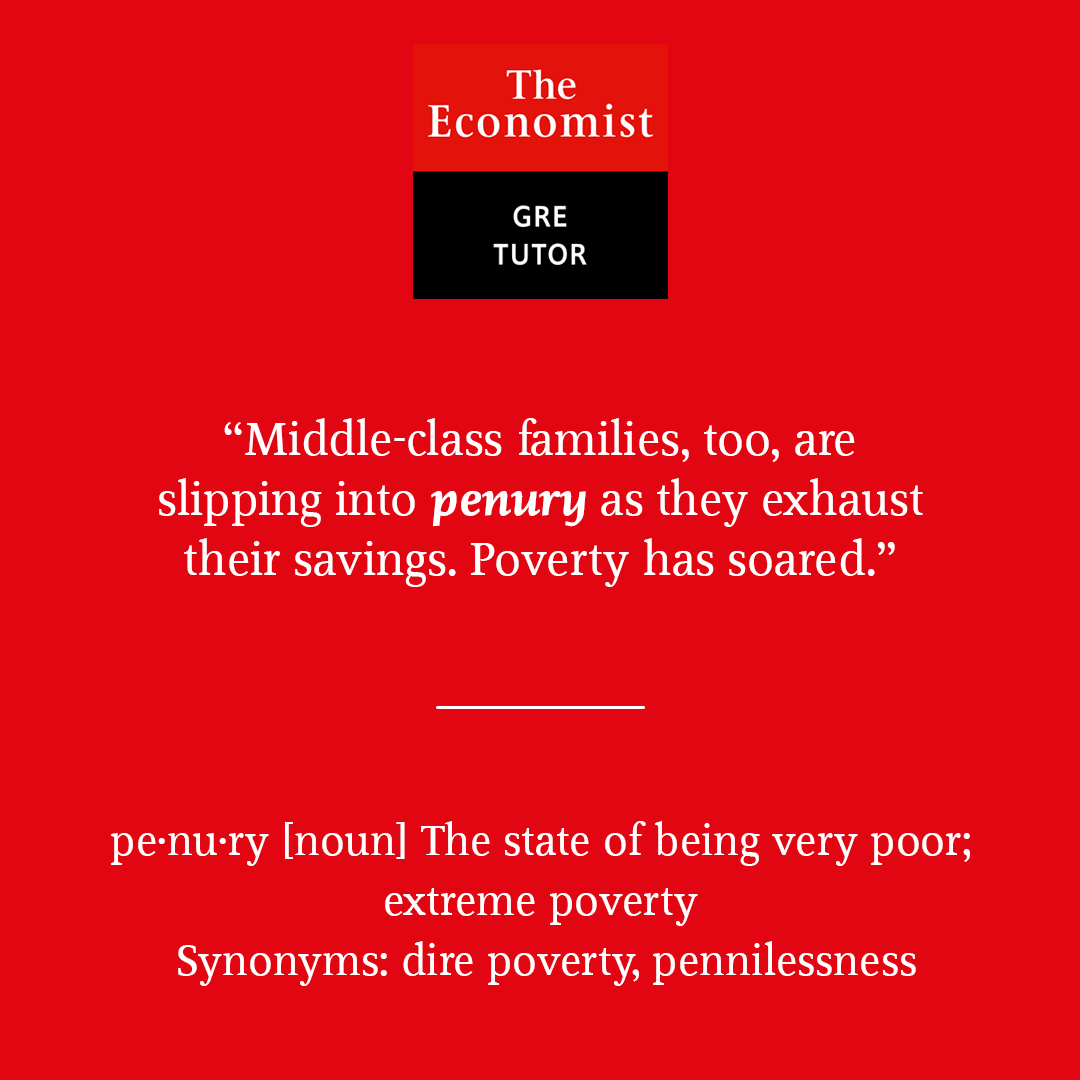 The
Economist
GRE
TUTOR
“Middle-class families, too, are
slipping into penury as they exhaust
their savings. Poverty has soared.”
pe·nu·ry [noun] The state of being very poor;
extreme poverty
Synonyms: dire poverty, pennilessness